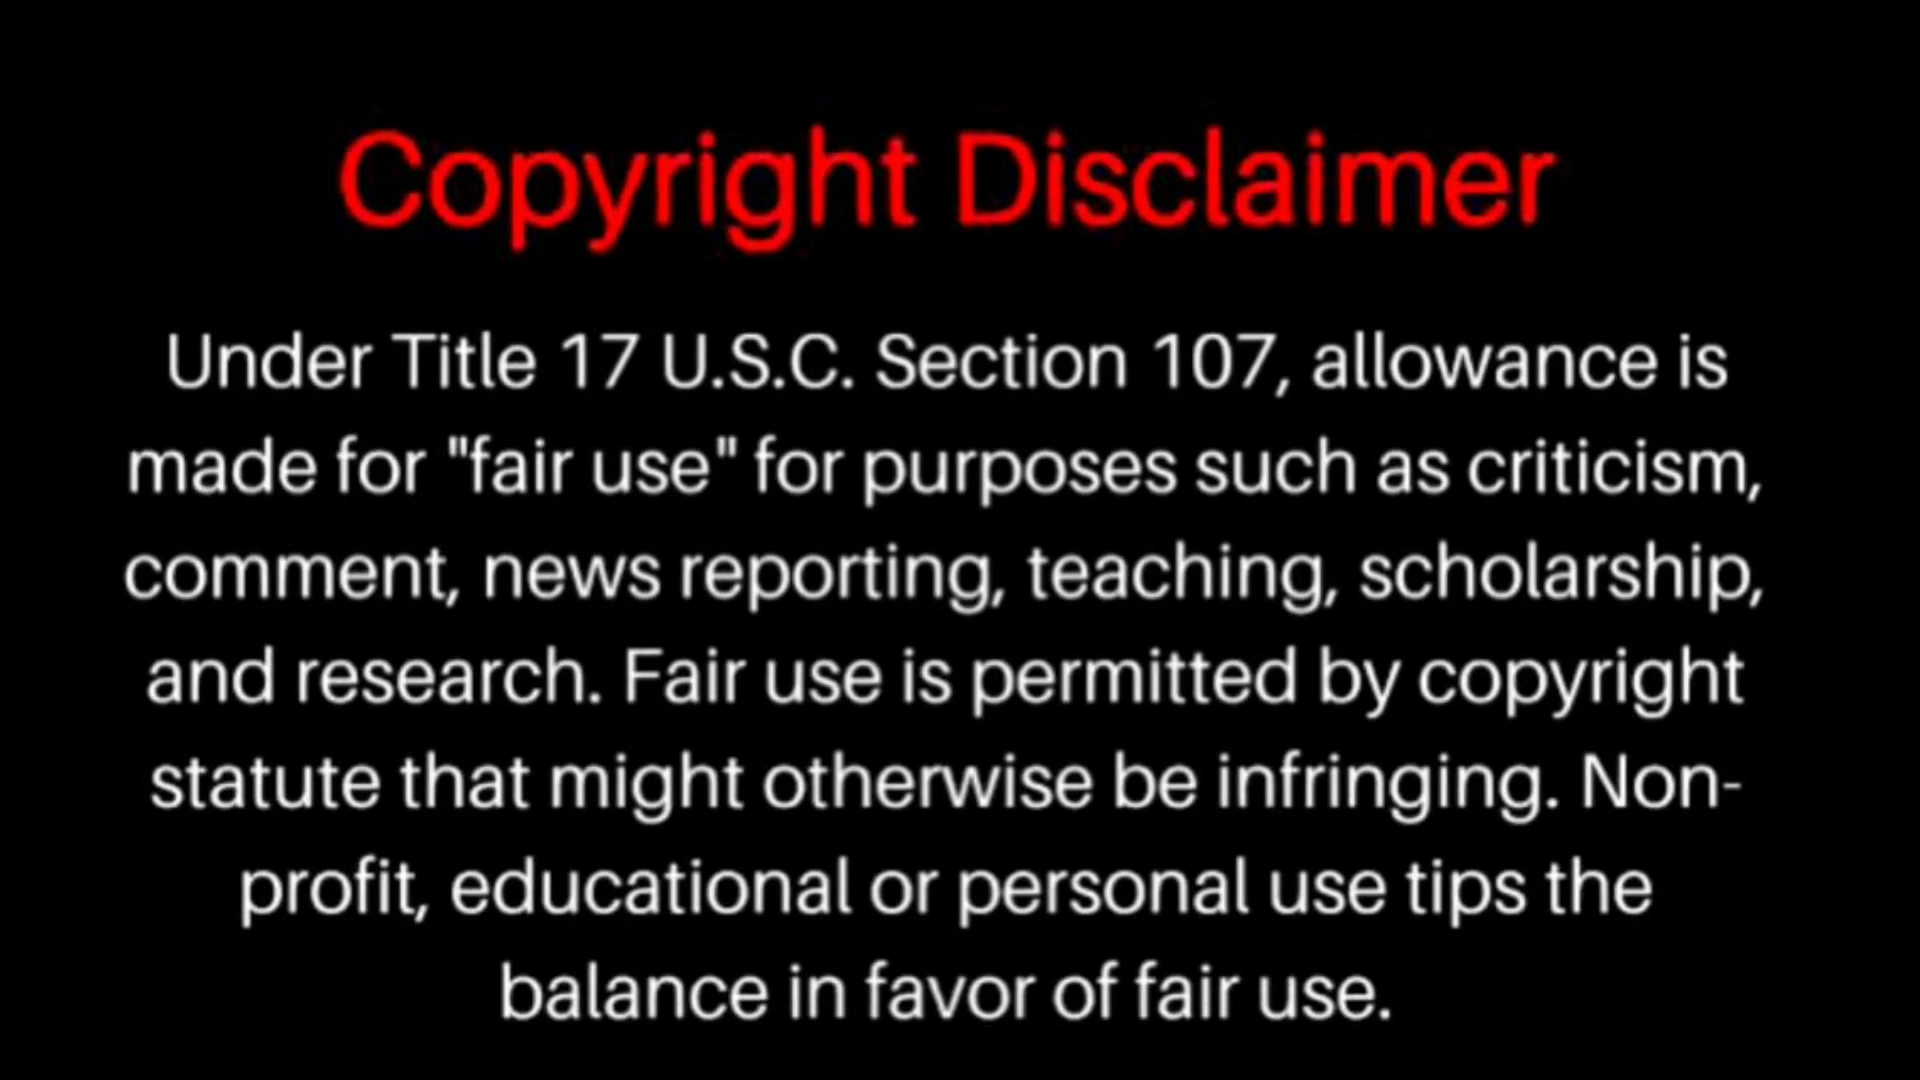 Copyright Disclaimer
Under Title 17 U.S.C. Section 107, allowance is
made for "fair use" for purposes such as criticism,
comment, news reporting, teaching, scholarship,
and research. Fair use is permitted by copyright
statute that might otherwise be infringing. Non-
profit, educational or personal use tips the
balance in favor of fair use.